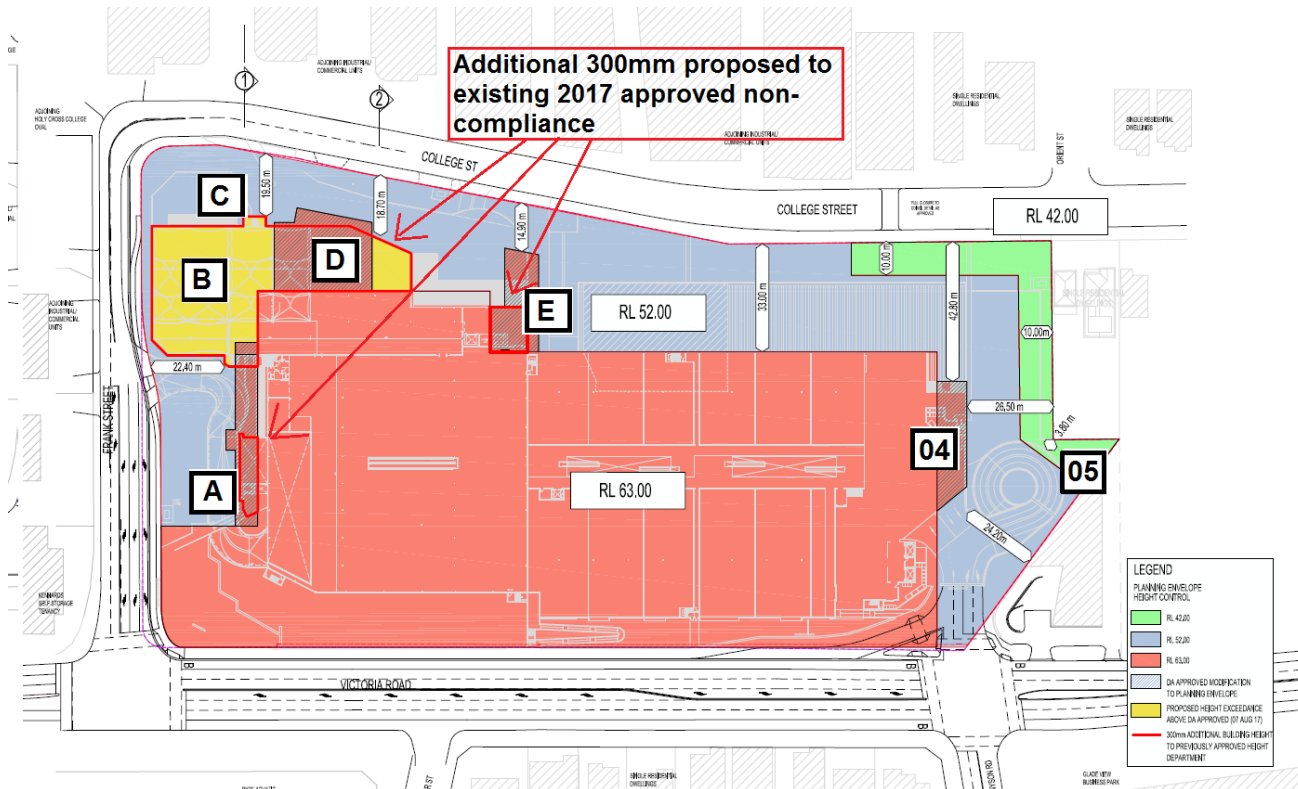 Additional 300mm proposed to
existing 2017 approved non-
compliance
ADJOINING INDUSTRIAL/
COMMERCIAL UNITS
1
2
ADJOINING
HOLY CROSS COLLEGE
OVAL
SINGLE RESIDENTIAL
DWELLINGS
SINGLE RESIDENTIAL
DWELLINGS
ADJOINING INDUSTRIAL/
COMMERCIAL UNITS
ORIENT ST
COLLEGE ST
COLLEGE STREET
RL 42.00
19.50 m
18.70 m
14.90 m
C
B
D
E
RL 52.00
33.00 m
10.00 m
42.80 m
10.00m
ADJOINING
INDUSTRIAL/
COMMERCIAL
UNITS
22.40 m
FRANK STREET
26.50 m
3.80 m
04
05
A
RL 63.00
24.20m
KENNARDS
SELF STORAGE
TENANCY
VICTORIA ROAD
B
B
B
B
SINGLE RESIDENTIAL
DWELLINGS
GLADE VIEW
BUSINESS PARK
LEGEND
PLANNING ENVELOPE
HEIGHT CONTROL
RL 42.00
RL 52.00
RL 63.00
DA APPROVED MODIFICATION
TO PLANNING ENVELOPE
PROPOSED HEIGHT EXCEEDANCE
ABOVE DA APPROVED (07 AUG 17)
300mm ADDITIONAL BUILDING HEIGHT
TO PREVIOUSLY APPROVED HEIGHT
DEPARTMENT